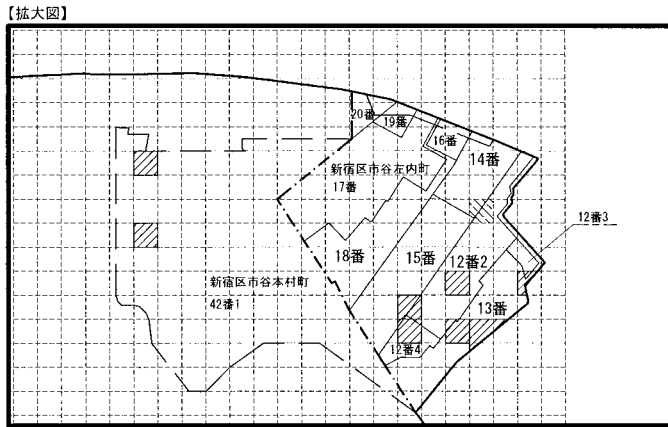 【拡大図】
20番
19番
16番
14番
新宿区市谷左内町
17番
12番3
18番
15番
12番2
新宿区市谷本村町
42番1
13番
12番4